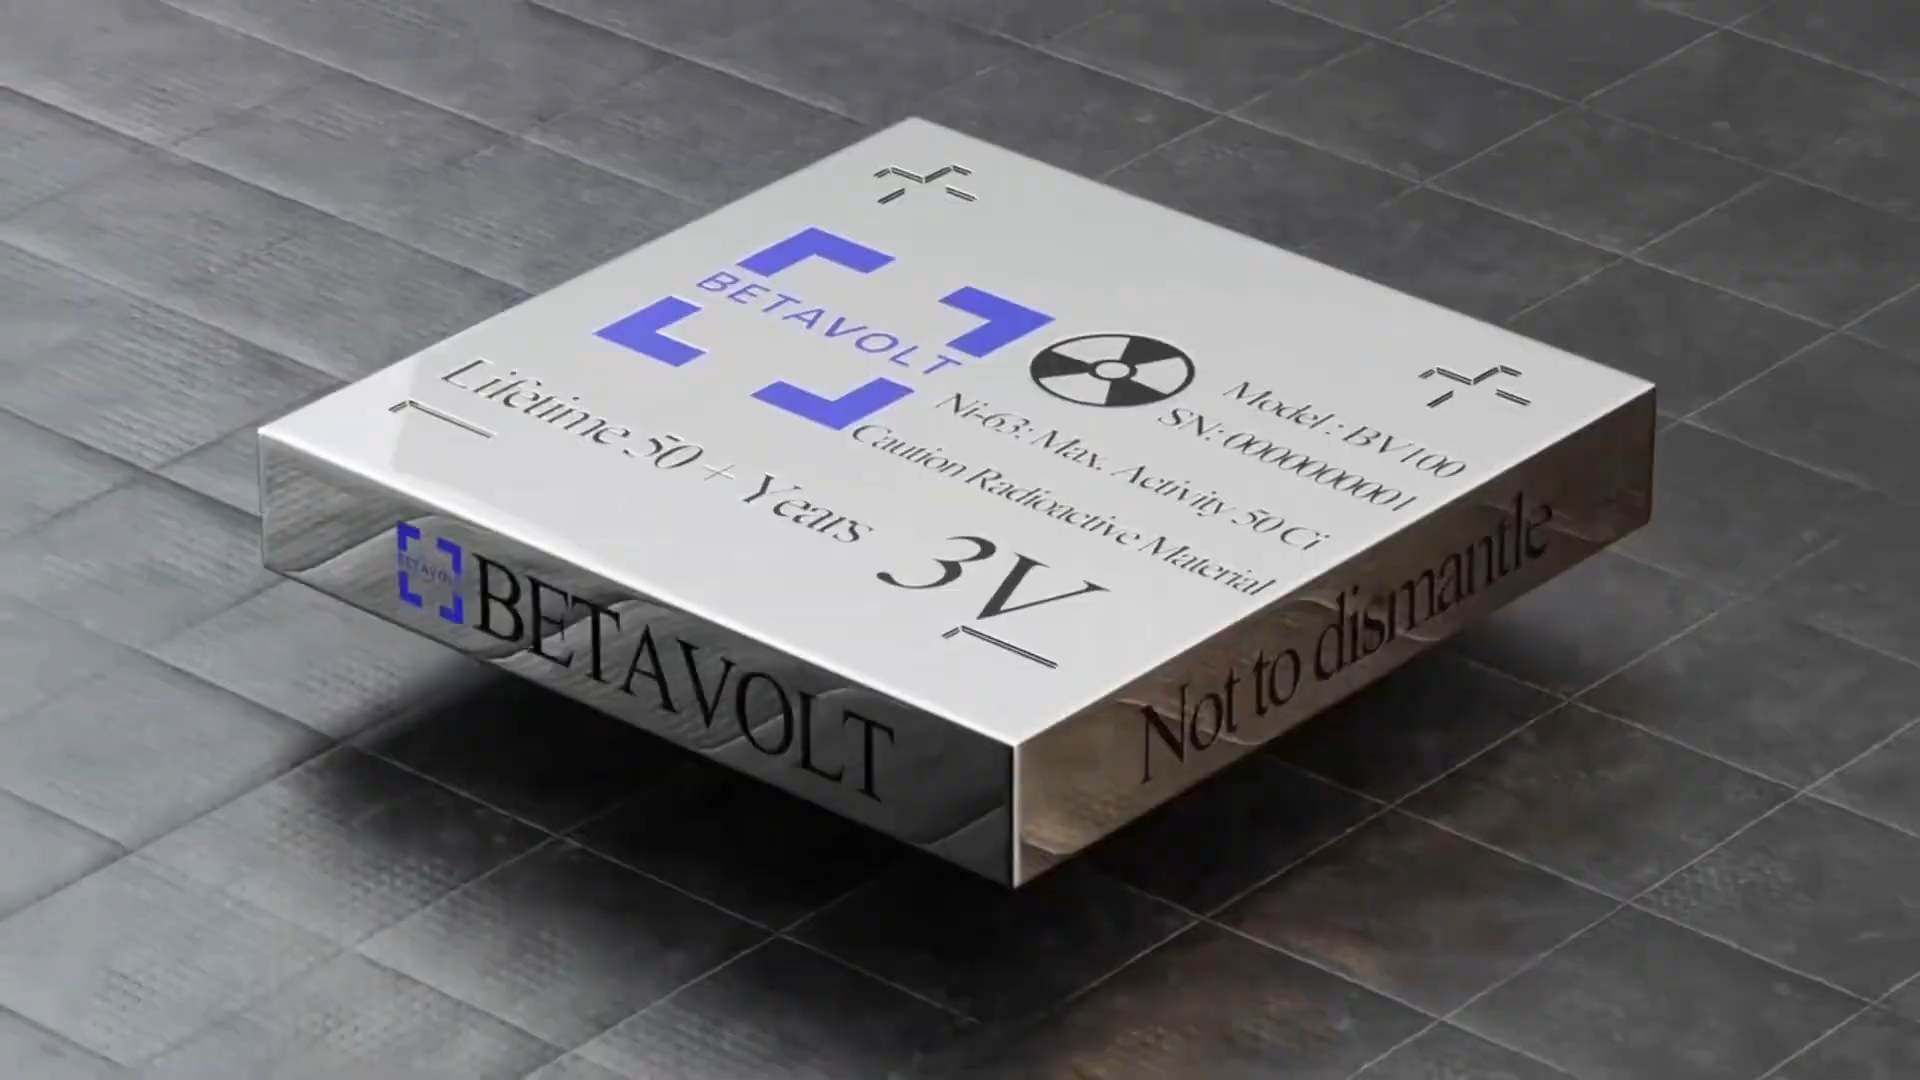 BETAVOLT
Model : BV100
SN: 000000001
Ni-63: Max. Activity 50 Ci
Caution Radioactive Material
Lifetime 50 + Years
3V
BETAVOLT
BETAVOLT
Not to dismantle